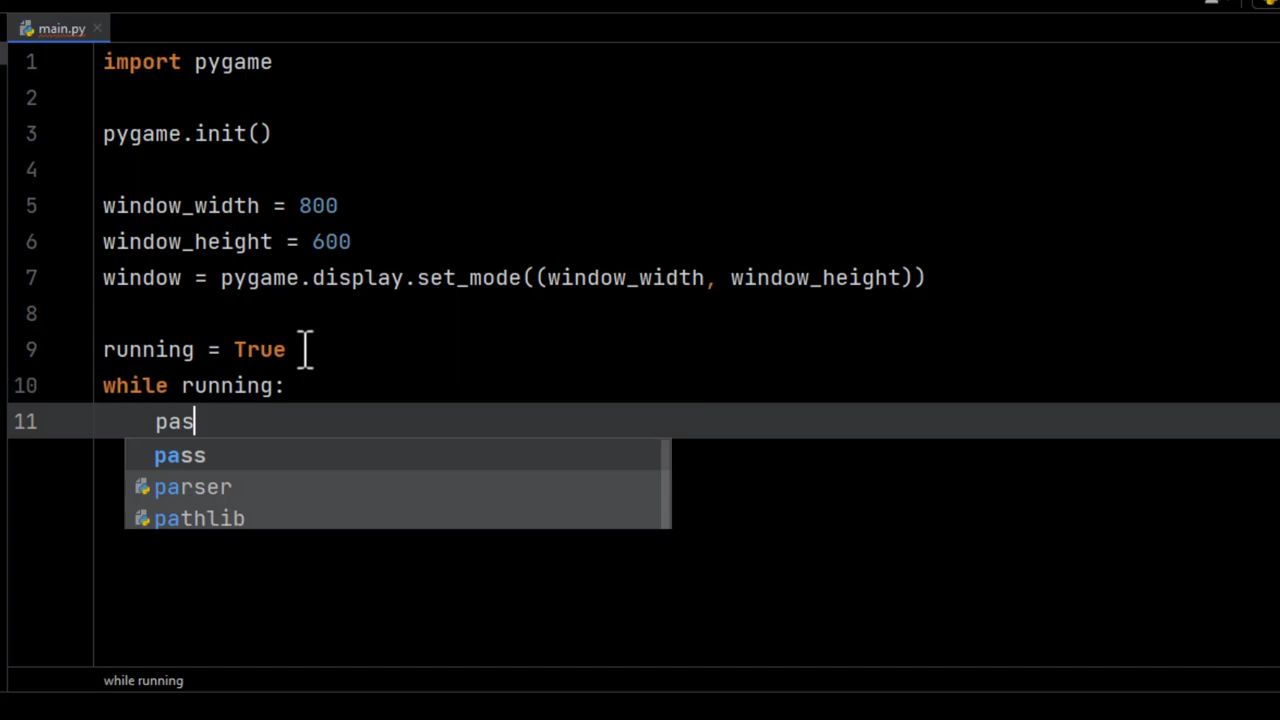 main.py
1 import pygame
2
3 pygame.init()
4
5 window_width = 800
6 window_height = 600
7 window = pygame.display.set_mode((window_width, window_height))
8
9 running = True
10 while running:
11 pas
pass
parser
pathlib
while running